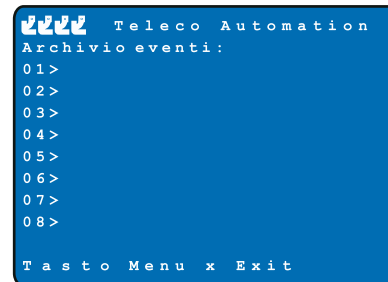 Teleco Automation
Archivio eventi:
01>
02>
03>
04>
05>
06>
07>
08>
Tasto Menu x Exit